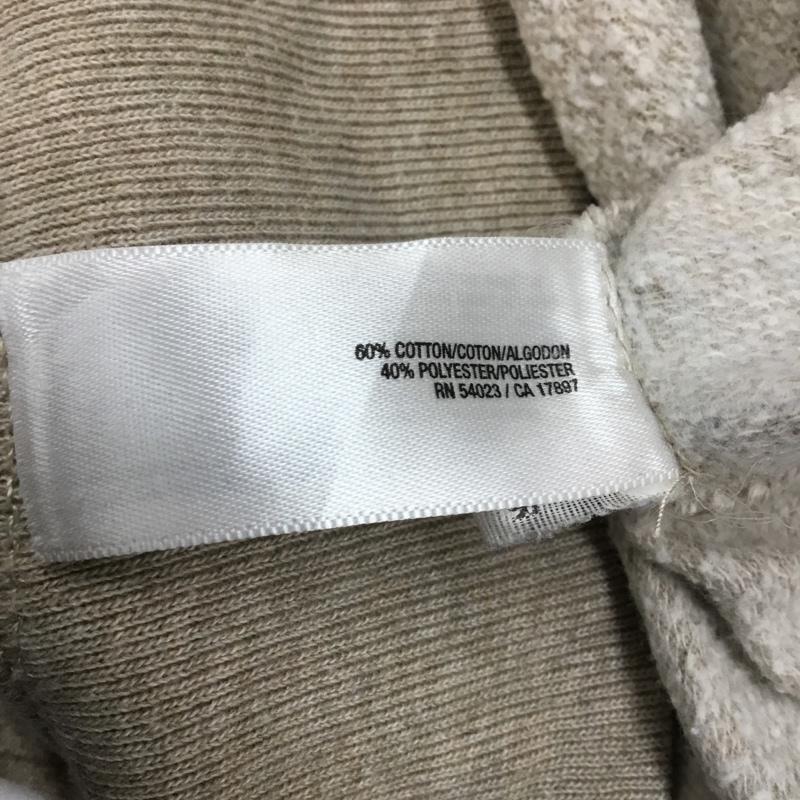 60% COTTON/COTON/ALGODON
40% POLYESTER/POLIESTER
RN 54023 / CA 17897